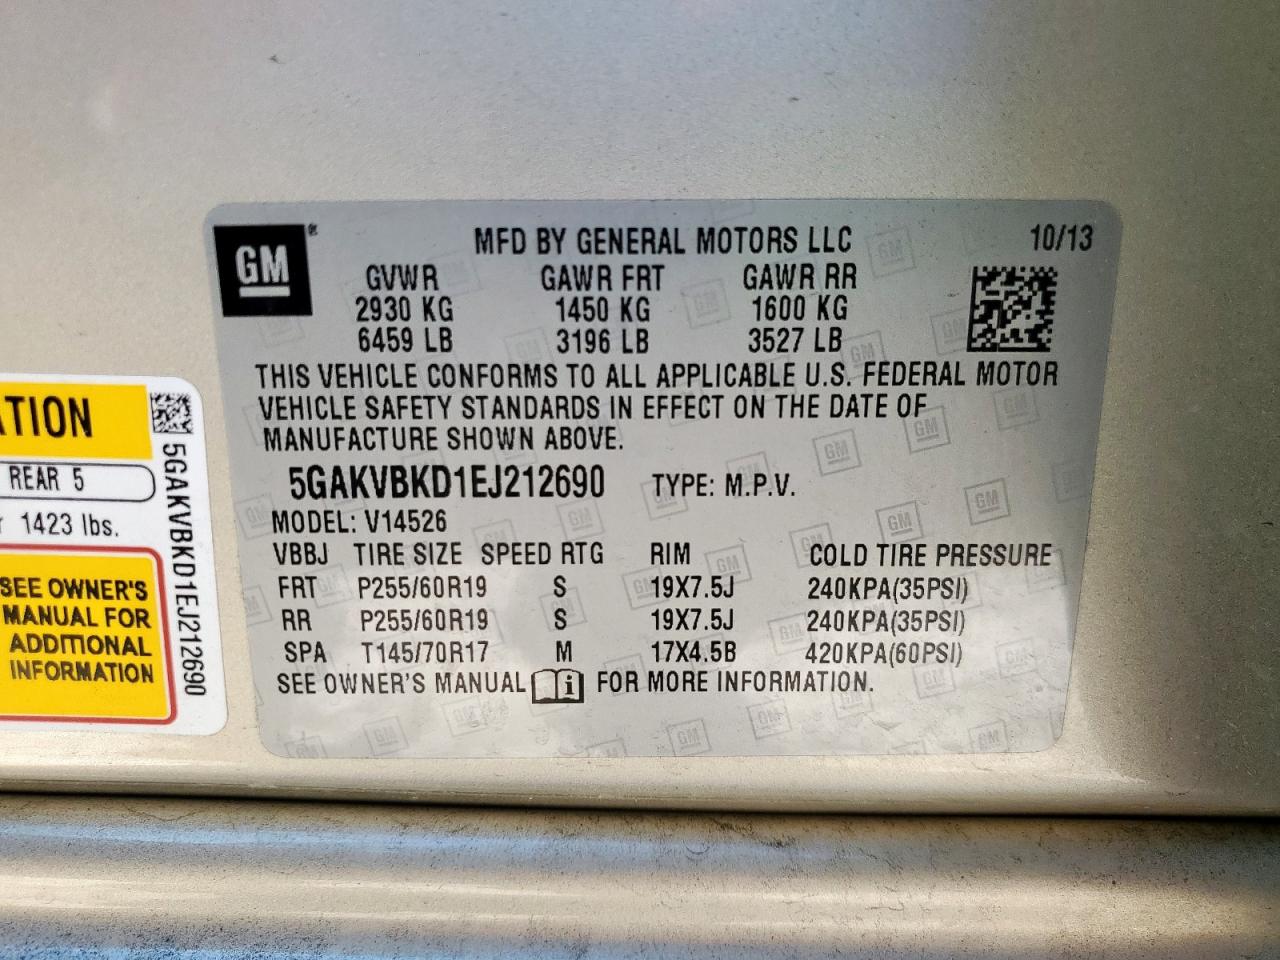 GM®
MFD BY GENERAL MOTORS LLC 10/13
GVWR GAWR FRT GAWR RR
2930 KG 1450 KG 1600 KG
6459 LB 3196 LB 3527 LB
THIS VEHICLE CONFORMS TO ALL APPLICABLE U.S. FEDERAL MOTOR
VEHICLE SAFETY STANDARDS IN EFFECT ON THE DATE OF
MANUFACTURE SHOWN ABOVE.
5GAKVBKD1EJ212690 TYPE: M.P.V.
MODEL: V14526
VBBJ TIRE SIZE SPEED RTG RIM COLD TIRE PRESSURE
FRT P255/60R19 S 19X7.5J 240KPA(35PSI)
RR P255/60R19 S 19X7.5J 240KPA(35PSI)
SPA T145/70R17 M 17X4.5B 420KPA(60PSI)
SEE OWNER'S MANUAL i FOR MORE INFORMATION.
ATION
REAR 5
r 1423 lbs.
SEE OWNER'S
MANUAL FOR
ADDITIONAL
INFORMATION
5GAKVBKD1EJ212690